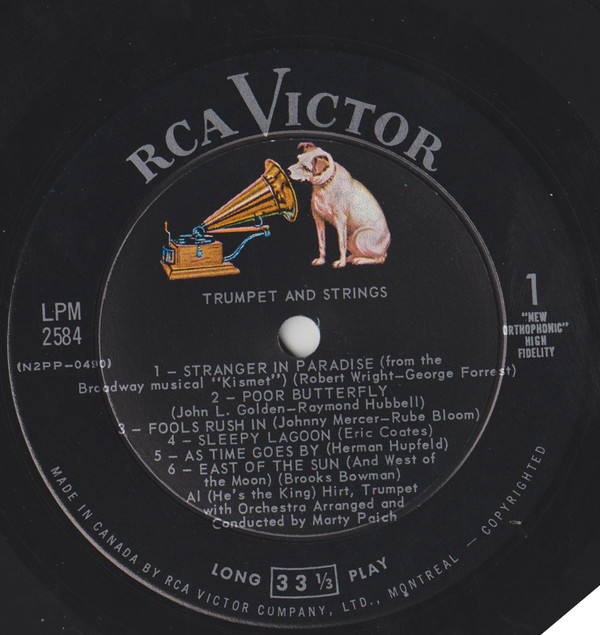 RCA VICTOR
TRUMPET AND STRINGS
LPM
2584
(N2PP-0490)
1
"NEW
ORTHOPHONIC"
HIGH
FIDELITY
1 – STRANGER IN PARADISE (from the
Broadway musical "Kismet") (Robert Wright–George Forrest)
2 – POOR BUTTERFLY
(John L. Golden–Raymond Hubbell)
3 – FOOLS RUSH IN (Johnny Mercer–Rube Bloom)
4 – SLEEPY LAGOON (Eric Coates)
5 – AS TIME GOES BY (Herman Hupfeld)
6 – EAST OF THE SUN (And West of
the Moon) (Brooks Bowman)
Al (He's the King) Hirt, Trumpet
with Orchestra Arranged and
Conducted by Marty Paich
LONG 33 1/3 PLAY
MADE IN CANADA BY RCA VICTOR COMPANY, LTD., MONTREAL — COPYRIGHTED